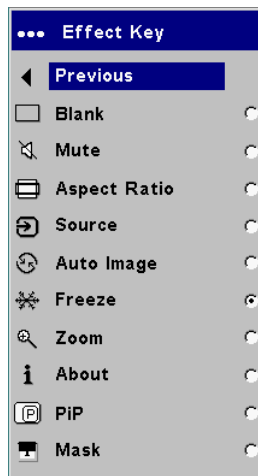 ••• Effect Key
Previous
Blank
Mute
Aspect Ratio
Source
Auto Image
Freeze
Zoom
i About
P PiP
Mask